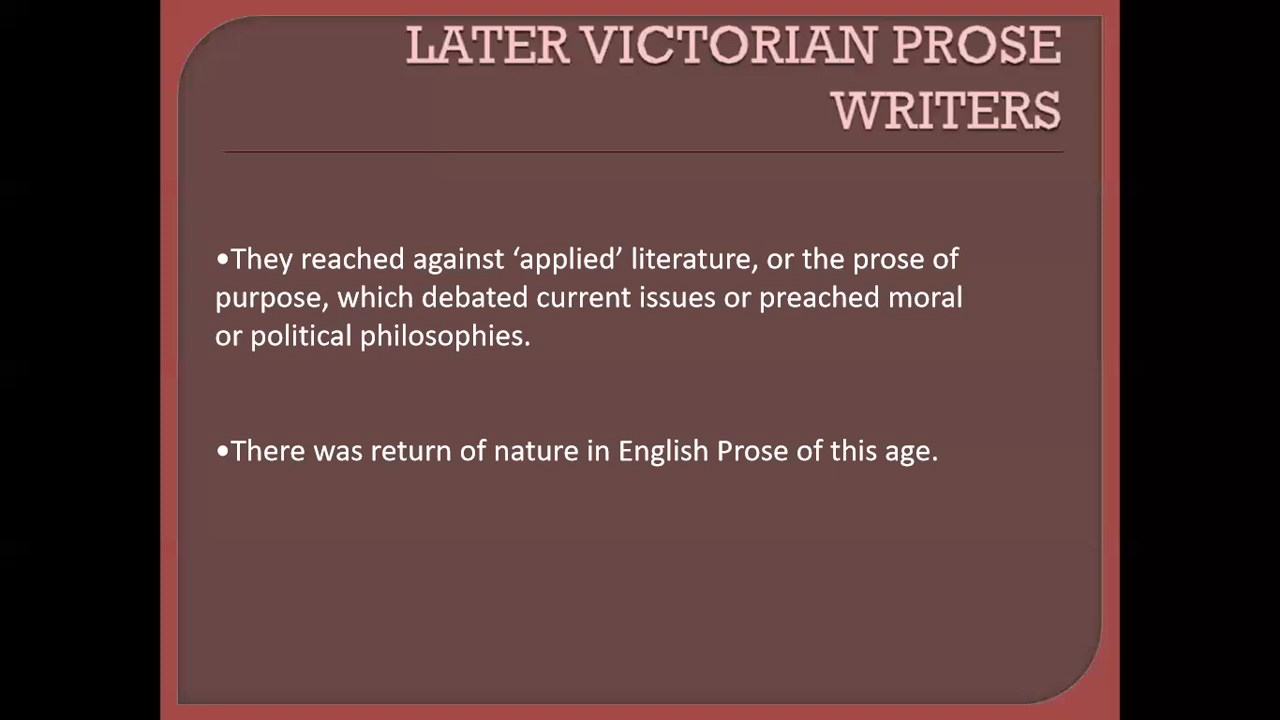 LATER VICTORIAN PROSE
WRITERS
•They reached against ‘applied’ literature, or the prose of
purpose, which debated current issues or preached moral
or political philosophies.
•There was return of nature in English Prose of this age.